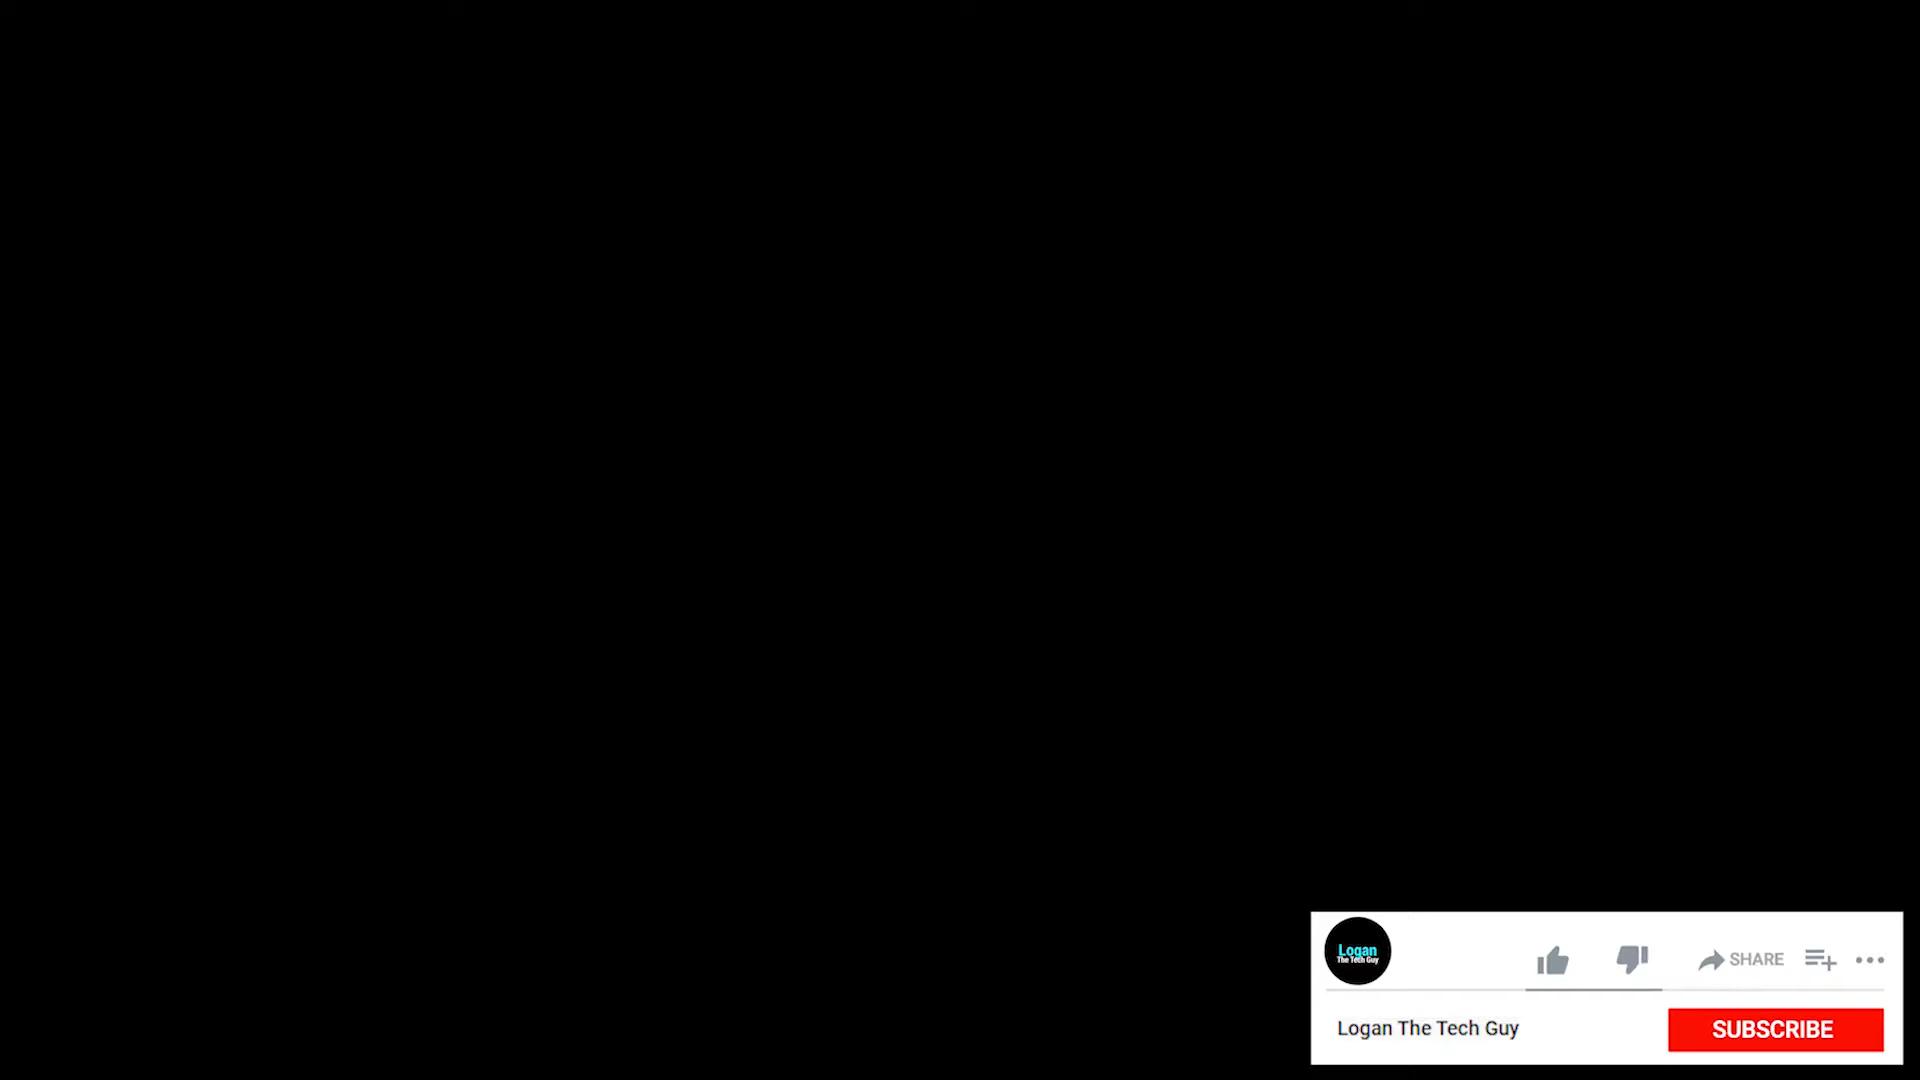 Logan
The Tech Guy
SHARE
Logan The Tech Guy
SUBSCRIBE